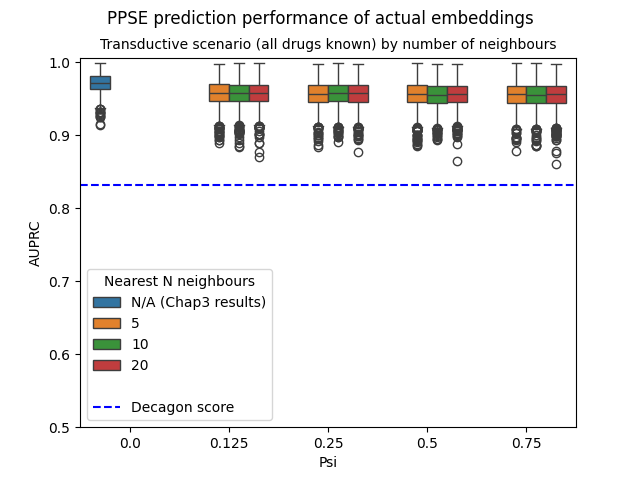 PPSE prediction performance of actual embeddings
Transductive scenario (all drugs known) by number of neighbours
1.0
0.9
0.8
0.7
0.6
0.5
AUPRC
Nearest N neighbours
N/A (Chap3 results)
5
10
20
Decagon score
0.0 0.125 0.25 0.5 0.75
Psi